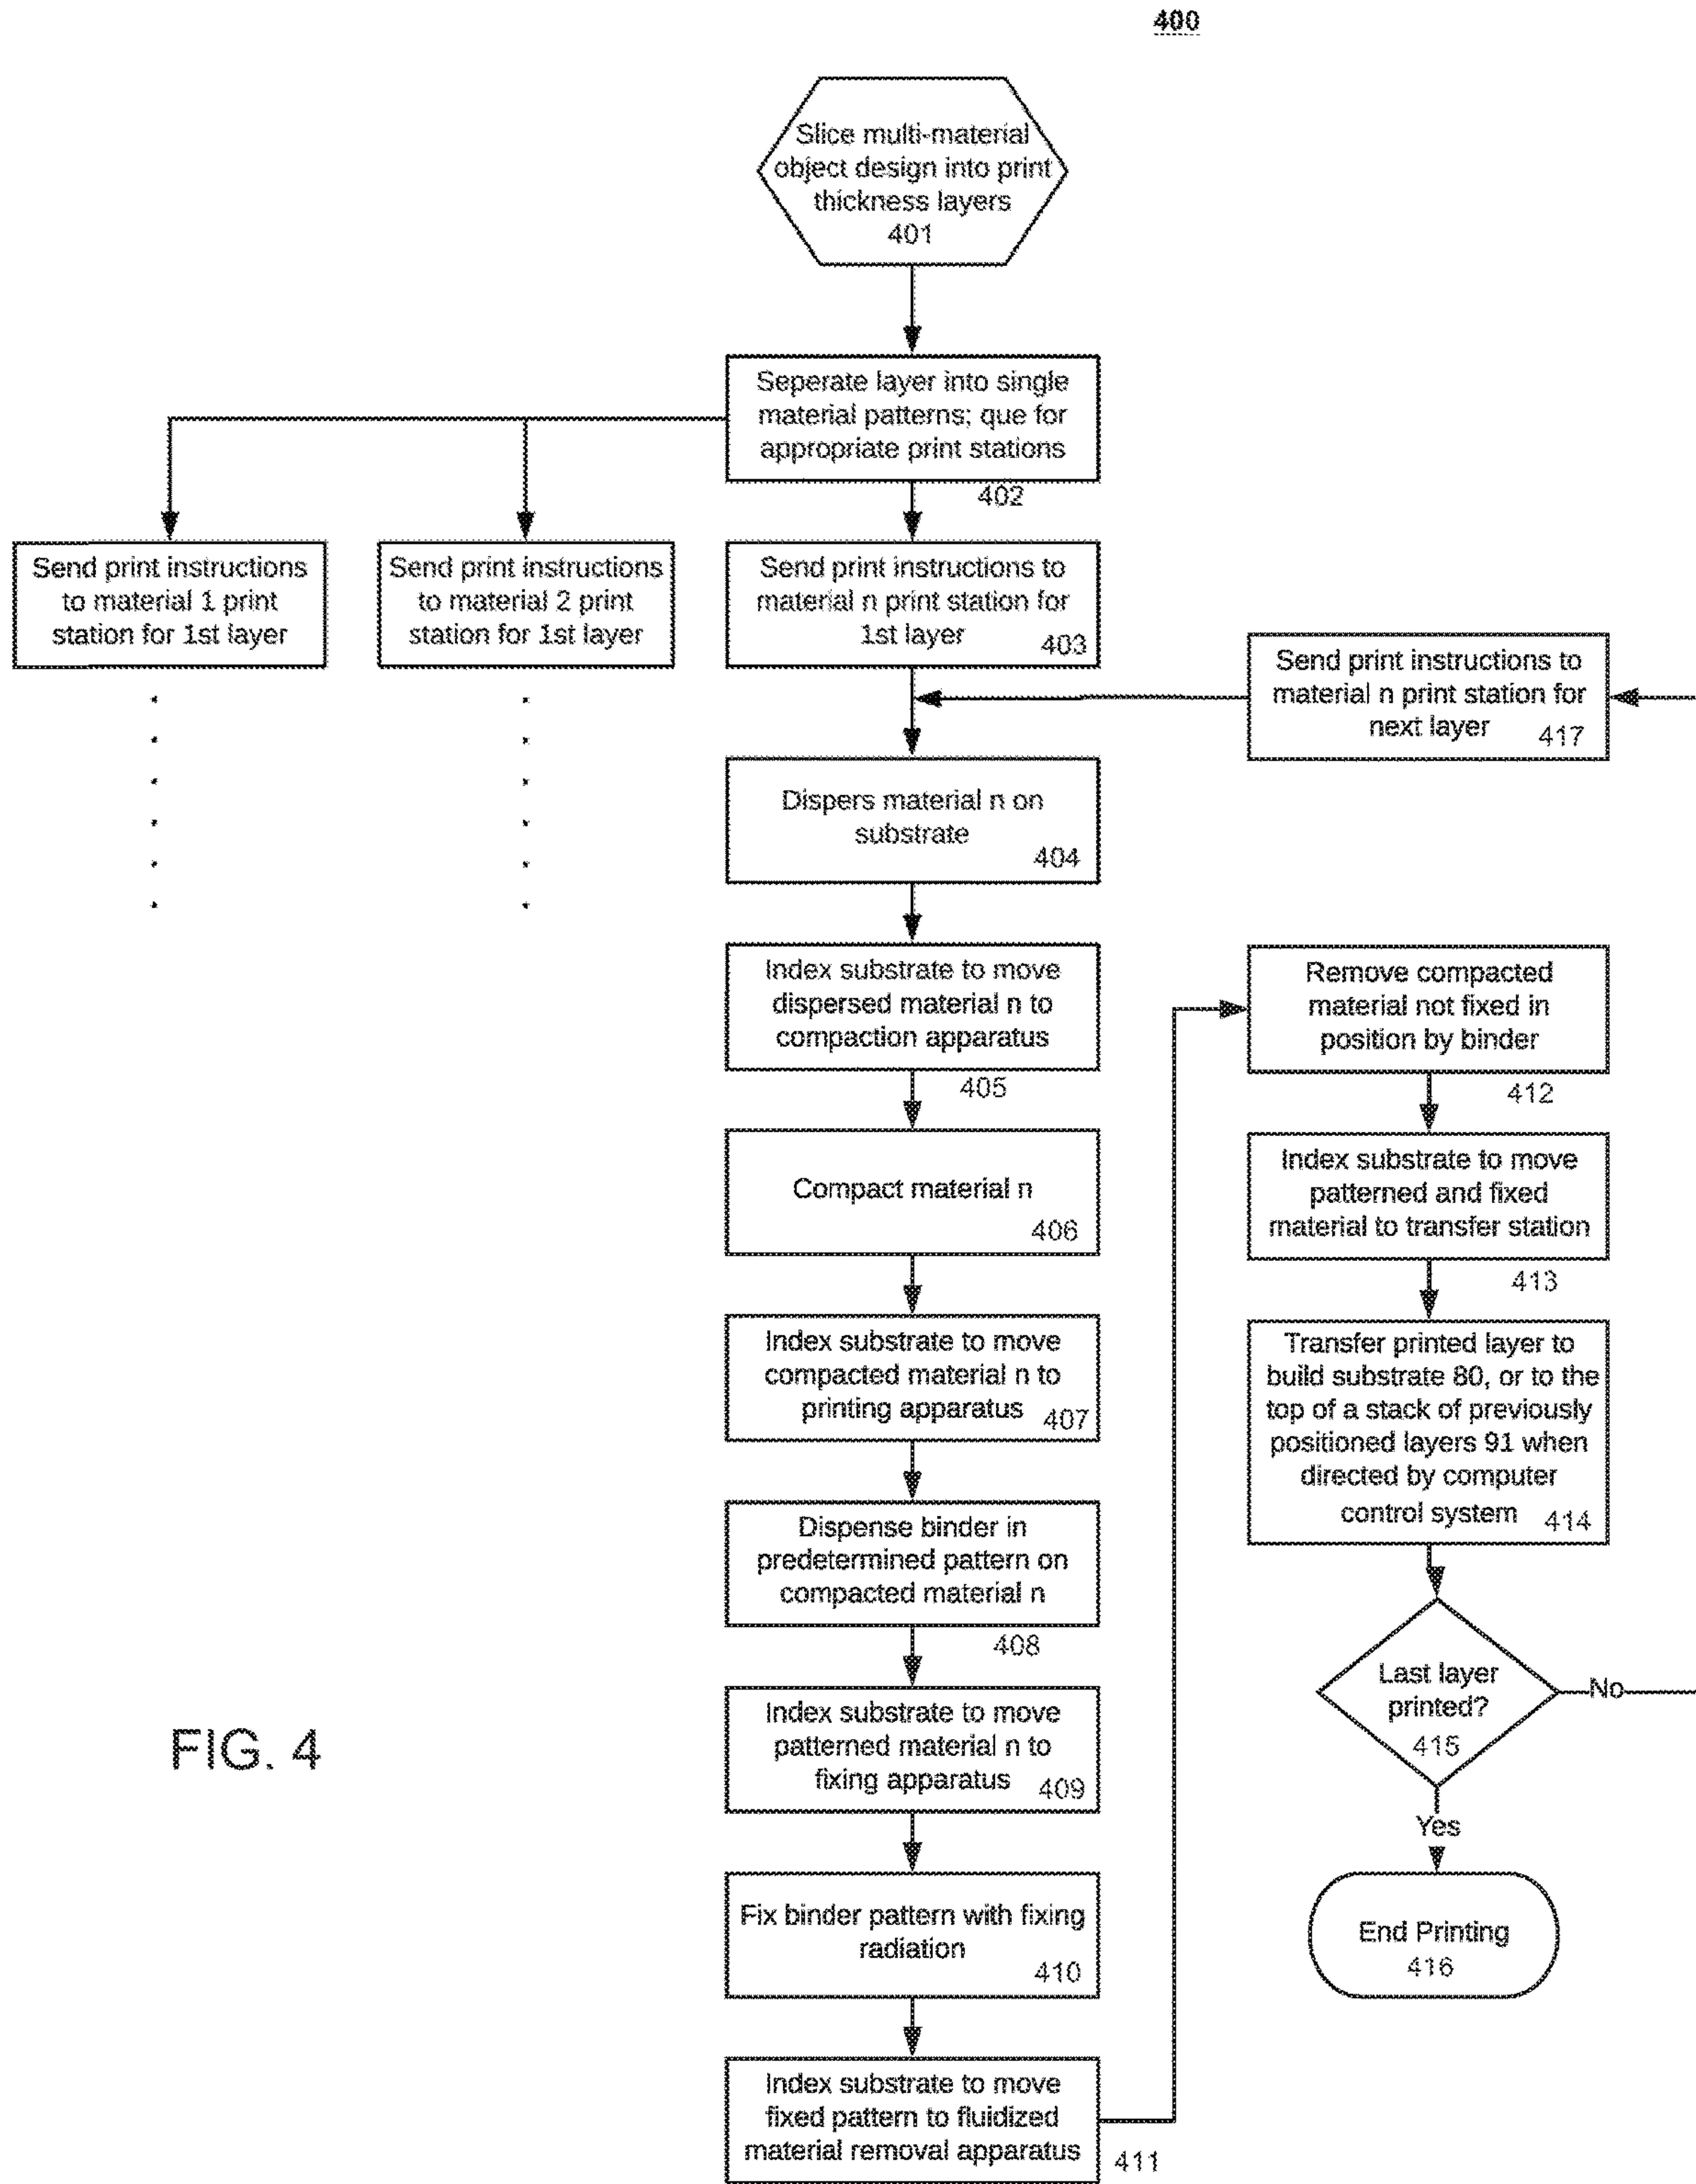 400
Slice multi-material
object design into print
thickness layers
401
Seperate layer into single
material patterns; que for
appropriate print stations
402
Send print instructions
to material 1 print
station for 1st layer
Send print instructions
to material 2 print
station for 1st layer
Send print instructions to
material n print station for
1st layer
403
Send print instructions to
material n print station for
next layer
417
Dispers material n on
substrate
404
Index substrate to move
dispersed material n to
compaction apparatus
405
Compact material n
406
Index substrate to move
compacted material n to
printing apparatus
407
Dispense binder in
predetermined pattern on
compacted material n
408
Index substrate to move
patterned material n to
fixing apparatus
409
Fix binder pattern with fixing
radiation
410
Index substrate to move
fixed pattern to fluidized
material removal apparatus
411
Remove compacted
material not fixed in
position by binder
412
Index substrate to move
patterned and fixed
material to transfer station
413
Transfer printed layer to
build substrate 80, or to the
top of a stack of previously
positioned layers 91 when
directed by computer
control system
414
Last layer
printed?
415
No
Yes
End Printing
416
FIG. 4